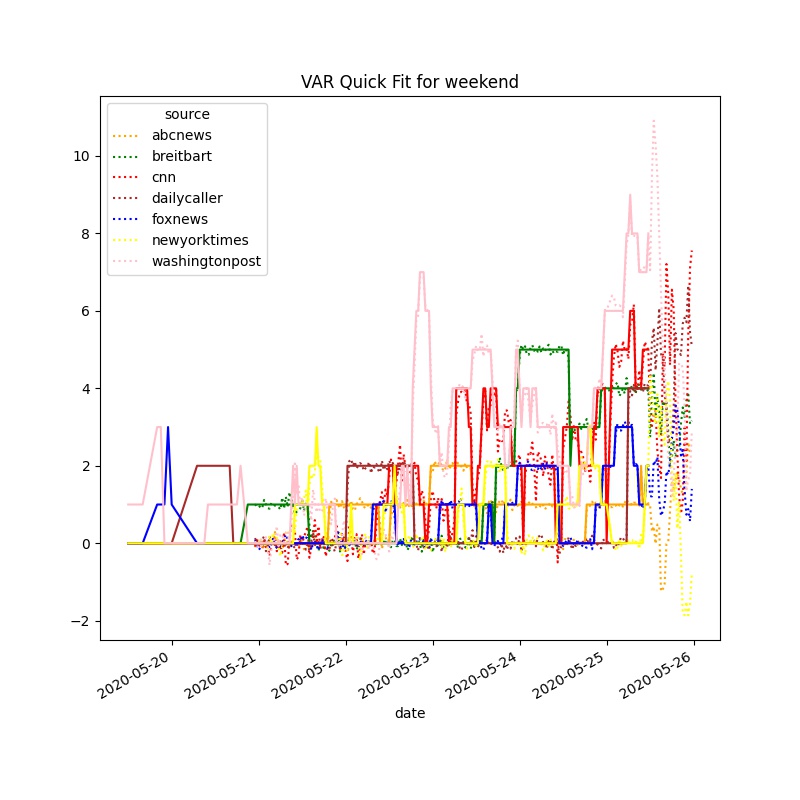 VAR Quick Fit for weekend
source
abcnews
breitbart
cnn
dailycaller
foxnews
newyorktimes
washingtonpost
10
8
6
4
2
0
−2
2020-05-20
2020-05-21
2020-05-22
2020-05-23
2020-05-24
2020-05-25
2020-05-26
date